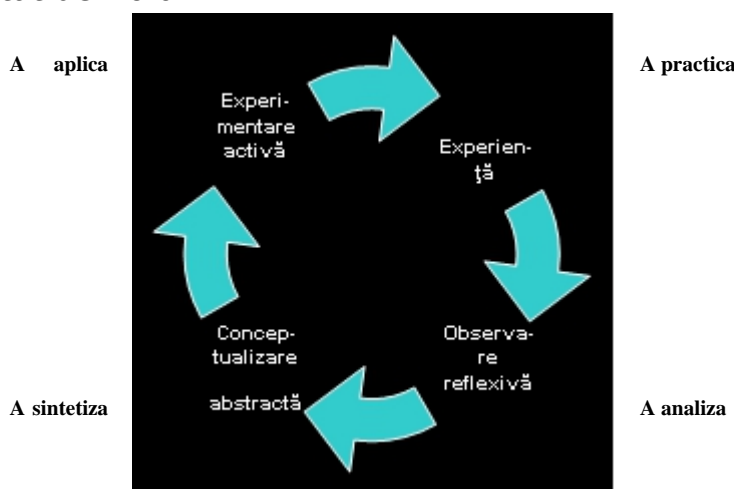 A aplica
A practica
Experi-
mentare
activă
Experien-
ţă
Concep-
tualizare
abstractă
Observa-
re
reflexivă
A sintetiza
A analiza